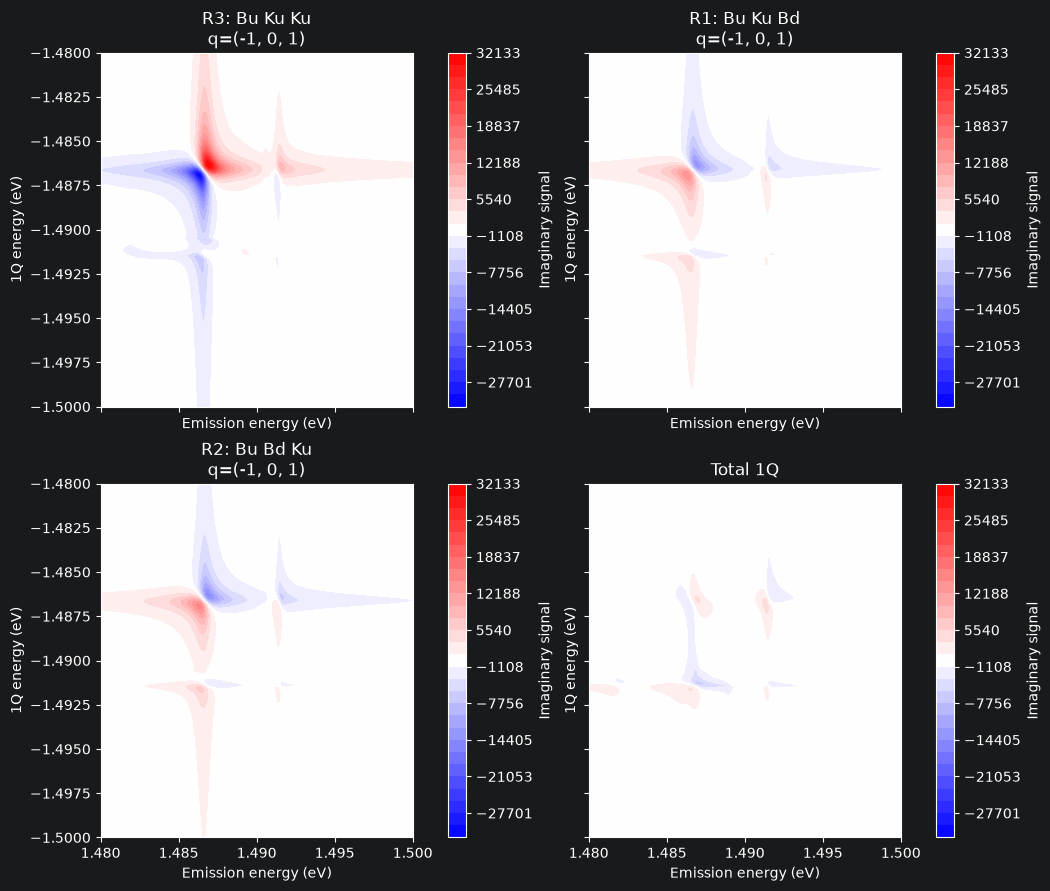 R3: Bu Ku Ku
q=(-1, 0, 1)
−1.4800
−1.4825
−1.4850
−1.4875
−1.4900
−1.4925
−1.4950
−1.4975
−1.5000
1Q energy (eV)
Emission energy (eV)
32133
25485
18837
12188
5540
−1108
−7756
−14405
−21053
−27701
Imaginary signal
R1: Bu Ku Bd
q=(-1, 0, 1)
1Q energy (eV)
Emission energy (eV)
32133
25485
18837
12188
5540
−1108
−7756
−14405
−21053
−27701
Imaginary signal
R2: Bu Bd Ku
q=(-1, 0, 1)
−1.4800
−1.4825
−1.4850
−1.4875
−1.4900
−1.4925
−1.4950
−1.4975
−1.5000
1Q energy (eV)
1.480 1.485 1.490 1.495 1.500
Emission energy (eV)
32133
25485
18837
12188
5540
−1108
−7756
−14405
−21053
−27701
Imaginary signal
Total 1Q
1Q energy (eV)
1.480 1.485 1.490 1.495 1.500
Emission energy (eV)
32133
25485
18837
12188
5540
−1108
−7756
−14405
−21053
−27701
Imaginary signal